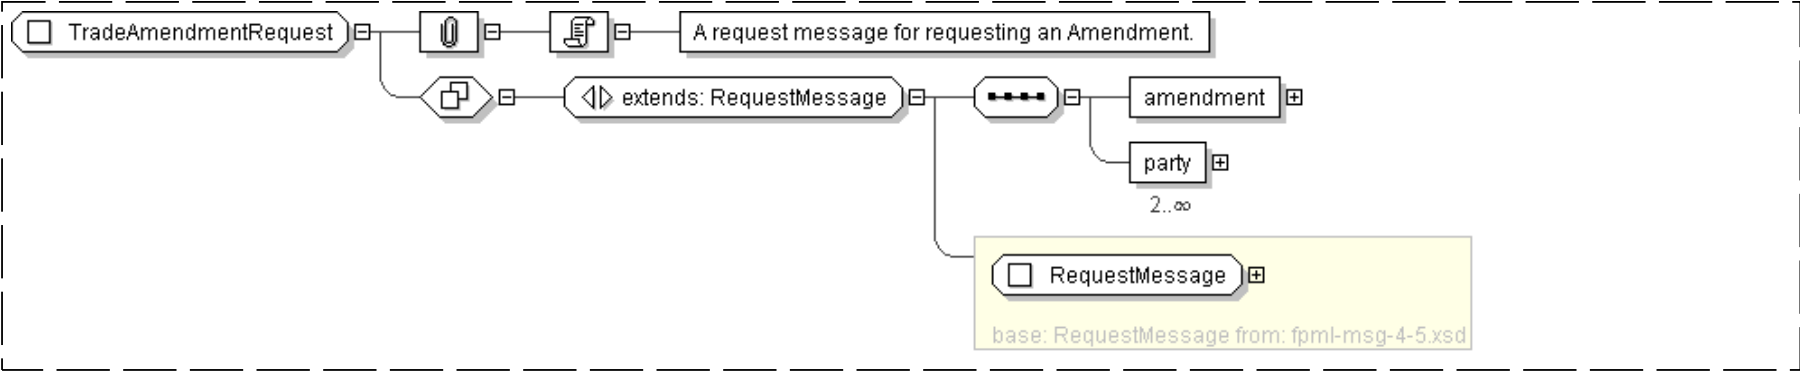 TradeAmendmentRequest
A request message for requesting an Amendment.
extends: RequestMessage
amendment
party
2..∞
RequestMessage
base: RequestMessage from: fpml-msg-4-5.xsd